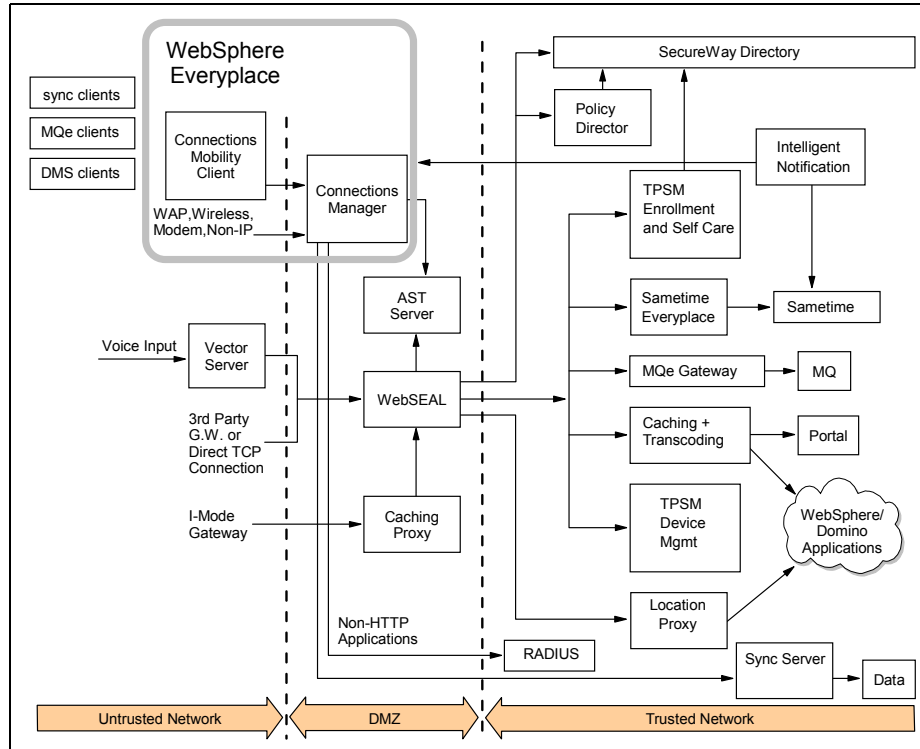 WebSphere
Everyplace
sync clients
MQe clients
DMS clients
Connections
Mobility
Client
WAP,Wireless,
Modem,Non-IP
Connections
Manager
AST
Server
Voice Input
Vector
Server
WebSEAL
3rd Party
G.W. or
Direct TCP
Connection
I-Mode
Gateway
Caching
Proxy
Non-HTTP
Applications
SecureWay Directory
Policy
Director
Intelligent
Notification
TPSM
Enrollment
and Self Care
Sametime
Everyplace
Sametime
MQe Gateway
MQ
Caching +
Transcoding
Portal
TPSM
Device
Mgmt
WebSphere/
Domino
Applications
Location
Proxy
RADIUS
Sync Server
Data
Untrusted Network
DMZ
Trusted Network